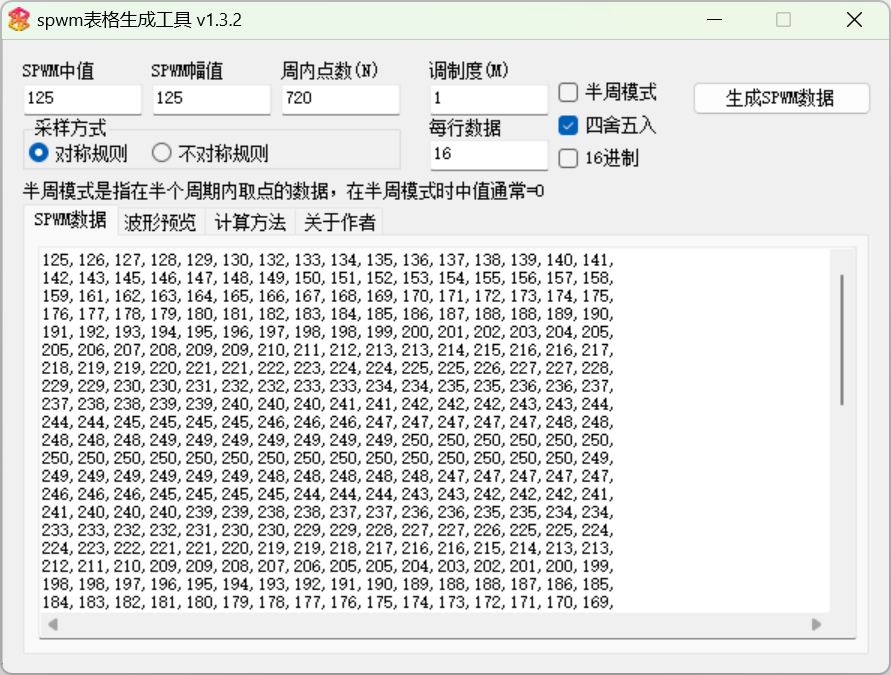 spwm表格生成工具 v1.3.2
SPWM中值 SPWM幅值 周内点数(N) 调制度(M)
125 125 720 1 半周模式 生成SPWM数据
采样方式 每行数据 四舍五入
对称规则 不对称规则 16 16进制
半周模式是指在半个周期内取点的数据，在半周模式时中值通常=0
SPWM数据 波形预览 计算方法 关于作者
125, 126, 127, 128, 129, 130, 132, 133, 134, 135, 136, 137, 138, 139, 140, 141,
142, 143, 145, 146, 147, 148, 149, 150, 151, 152, 153, 154, 155, 156, 157, 158,
159, 161, 162, 163, 164, 165, 166, 167, 168, 169, 170, 171, 172, 173, 174, 175,
176, 177, 178, 179, 180, 181, 182, 183, 184, 185, 186, 187, 188, 188, 189, 190,
191, 192, 193, 194, 195, 196, 197, 198, 198, 199, 200, 201, 202, 203, 204, 205,
205, 206, 207, 208, 209, 209, 210, 211, 212, 213, 213, 214, 215, 216, 216, 217,
218, 219, 219, 220, 221, 221, 222, 223, 224, 224, 225, 225, 226, 227, 227, 228,
229, 229, 230, 230, 231, 232, 232, 233, 233, 234, 234, 235, 235, 236, 236, 237,
237, 238, 238, 239, 239, 240, 240, 240, 241, 241, 242, 242, 242, 243, 243, 244,
244, 244, 245, 245, 245, 245, 246, 246, 246, 247, 247, 247, 247, 247, 248, 248,
248, 248, 248, 249, 249, 249, 249, 249, 249, 249, 250, 250, 250, 250, 250, 250,
250, 250, 250, 250, 250, 250, 250, 250, 250, 250, 250, 250, 250, 250, 250, 249,
249, 249, 249, 249, 249, 249, 248, 248, 248, 248, 248, 247, 247, 247, 247, 247,
246, 246, 246, 245, 245, 245, 245, 244, 244, 244, 243, 243, 242, 242, 242, 241,
241, 240, 240, 240, 239, 239, 238, 238, 237, 237, 236, 236, 235, 235, 234, 234,
233, 233, 232, 232, 231, 230, 230, 229, 229, 228, 227, 227, 226, 225, 225, 224,
224, 223, 222, 221, 221, 220, 219, 219, 218, 217, 216, 216, 215, 214, 213, 213,
212, 211, 210, 209, 209, 208, 207, 206, 205, 205, 204, 203, 202, 201, 200, 199,
198, 198, 197, 196, 195, 194, 193, 192, 191, 190, 189, 188, 188, 187, 186, 185,
184, 183, 182, 181, 180, 179, 178, 177, 176, 175, 174, 173, 172, 171, 170, 169,